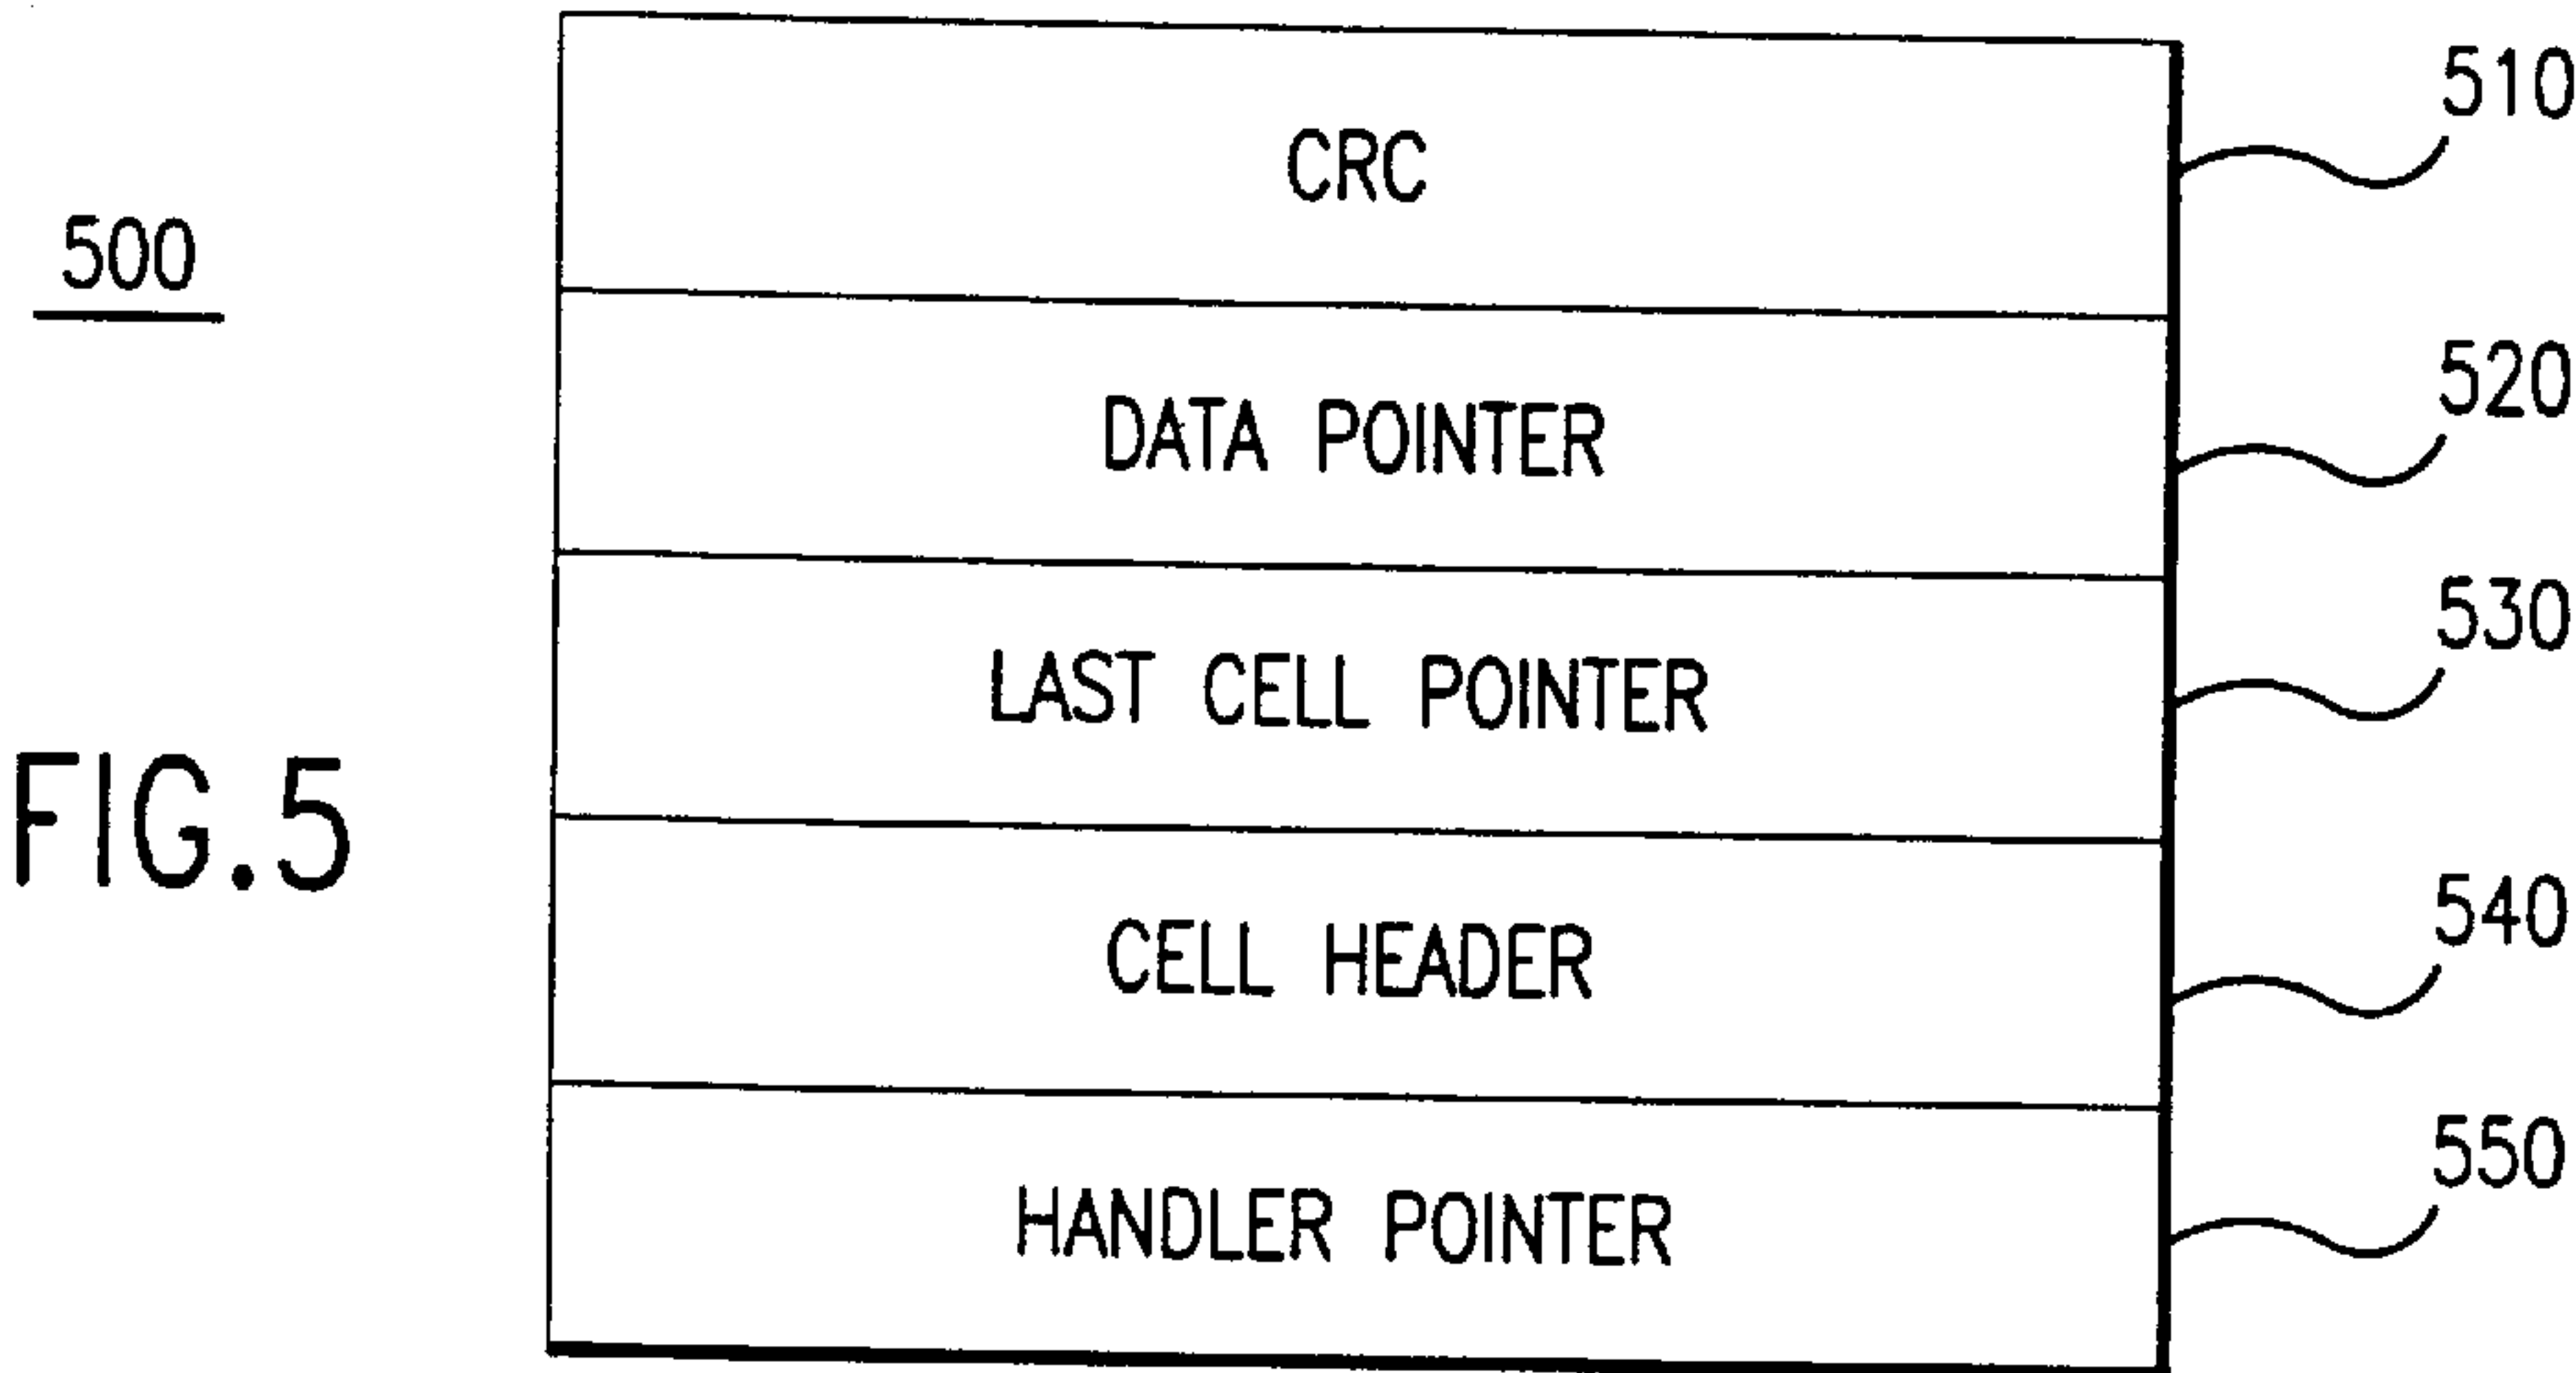 CRC
510
500
DATA POINTER
520
LAST CELL POINTER
530
FIG.5
CELL HEADER
540
HANDLER POINTER
550